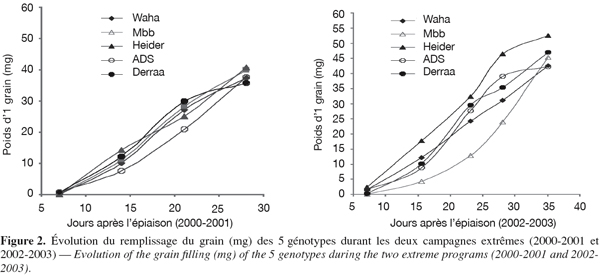 60
50
40
30
20
10
0
Poids d'1 grain (mg)
Waha
Mbb
Heider
ADS
Derraa
5 10 15 20 25 30
Jours après l'épiaison (2000-2001)
60
55
50
45
40
35
30
25
20
15
10
5
0
Poids d'1 grain (mg)
Waha
Mbb
Heider
ADS
Derraa
5 10 15 20 25 30 35 40
Jours après l'épiaison (2002-2003)
Figure 2. Évolution du remplissage du grain (mg) des 5 génotypes durant les deux campagnes extrêmes (2000-2001 et
2002-2003) — Evolution of the grain filling (mg) of the 5 genotypes during the two extreme programs (2000-2001 and 2002-
2003).